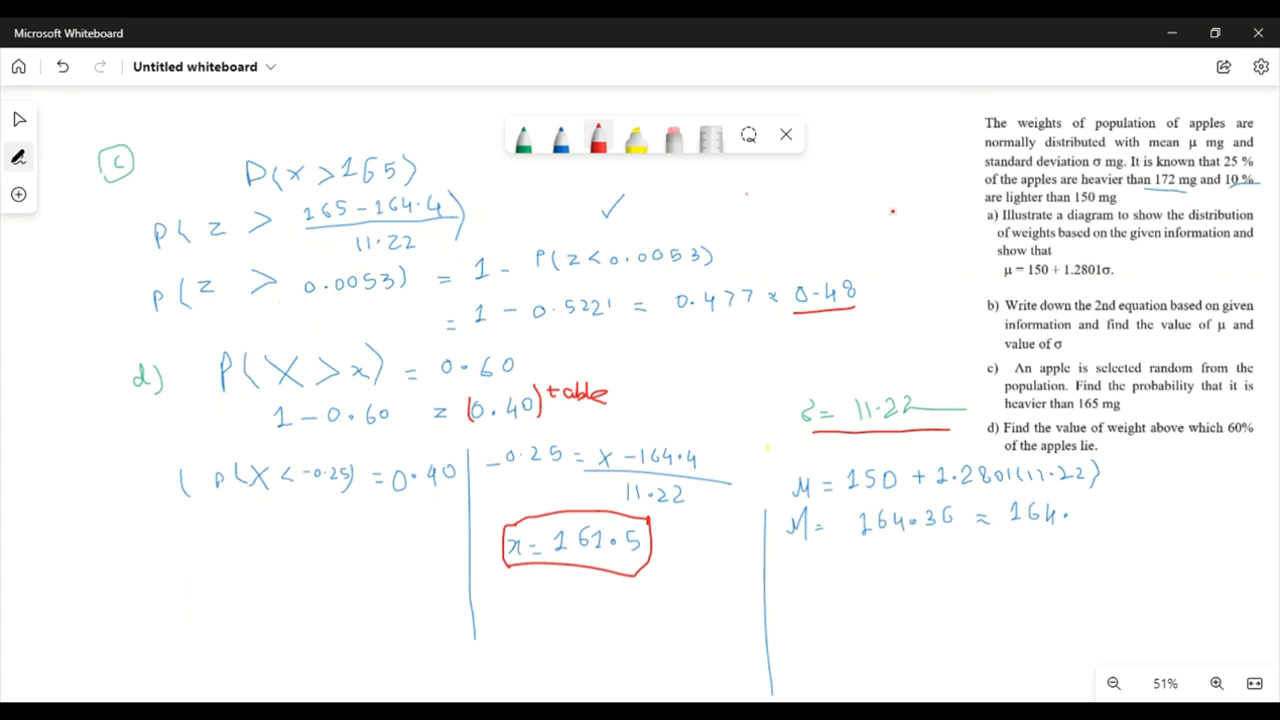 Microsoft Whiteboard
Untitled whiteboard
c
P(X > 165)
P( z > 165 - 164.4 / 11.22 )
P( z > 0.0053) = 1 - P(z < 0.0053)
= 1 - 0.522' = 0.477 ≈ 0.48
d) P(X > x) = 0.60
1 - 0.60 = (0.40) table
( P(X < -0.25) = 0.40
-0.25 = x - 164.4 / 11.22
x = 161.5
= 11.22
M = 150 + 1.2801(11.22)
M = 164.36 ≈ 164.
The weights of population of apples are
normally distributed with mean μ mg and
standard deviation σ mg. It is known that 25 %
of the apples are heavier than 172 mg and 10 %
are lighter than 150 mg
a) Illustrate a diagram to show the distribution
of weights based on the given information and
show that
μ = 150 + 1.2801σ.
b) Write down the 2nd equation based on given
information and find the value of μ and
value of σ
c) An apple is selected random from the
population. Find the probability that it is
heavier than 165 mg
d) Find the value of weight above which 60%
of the apples lie.
51%